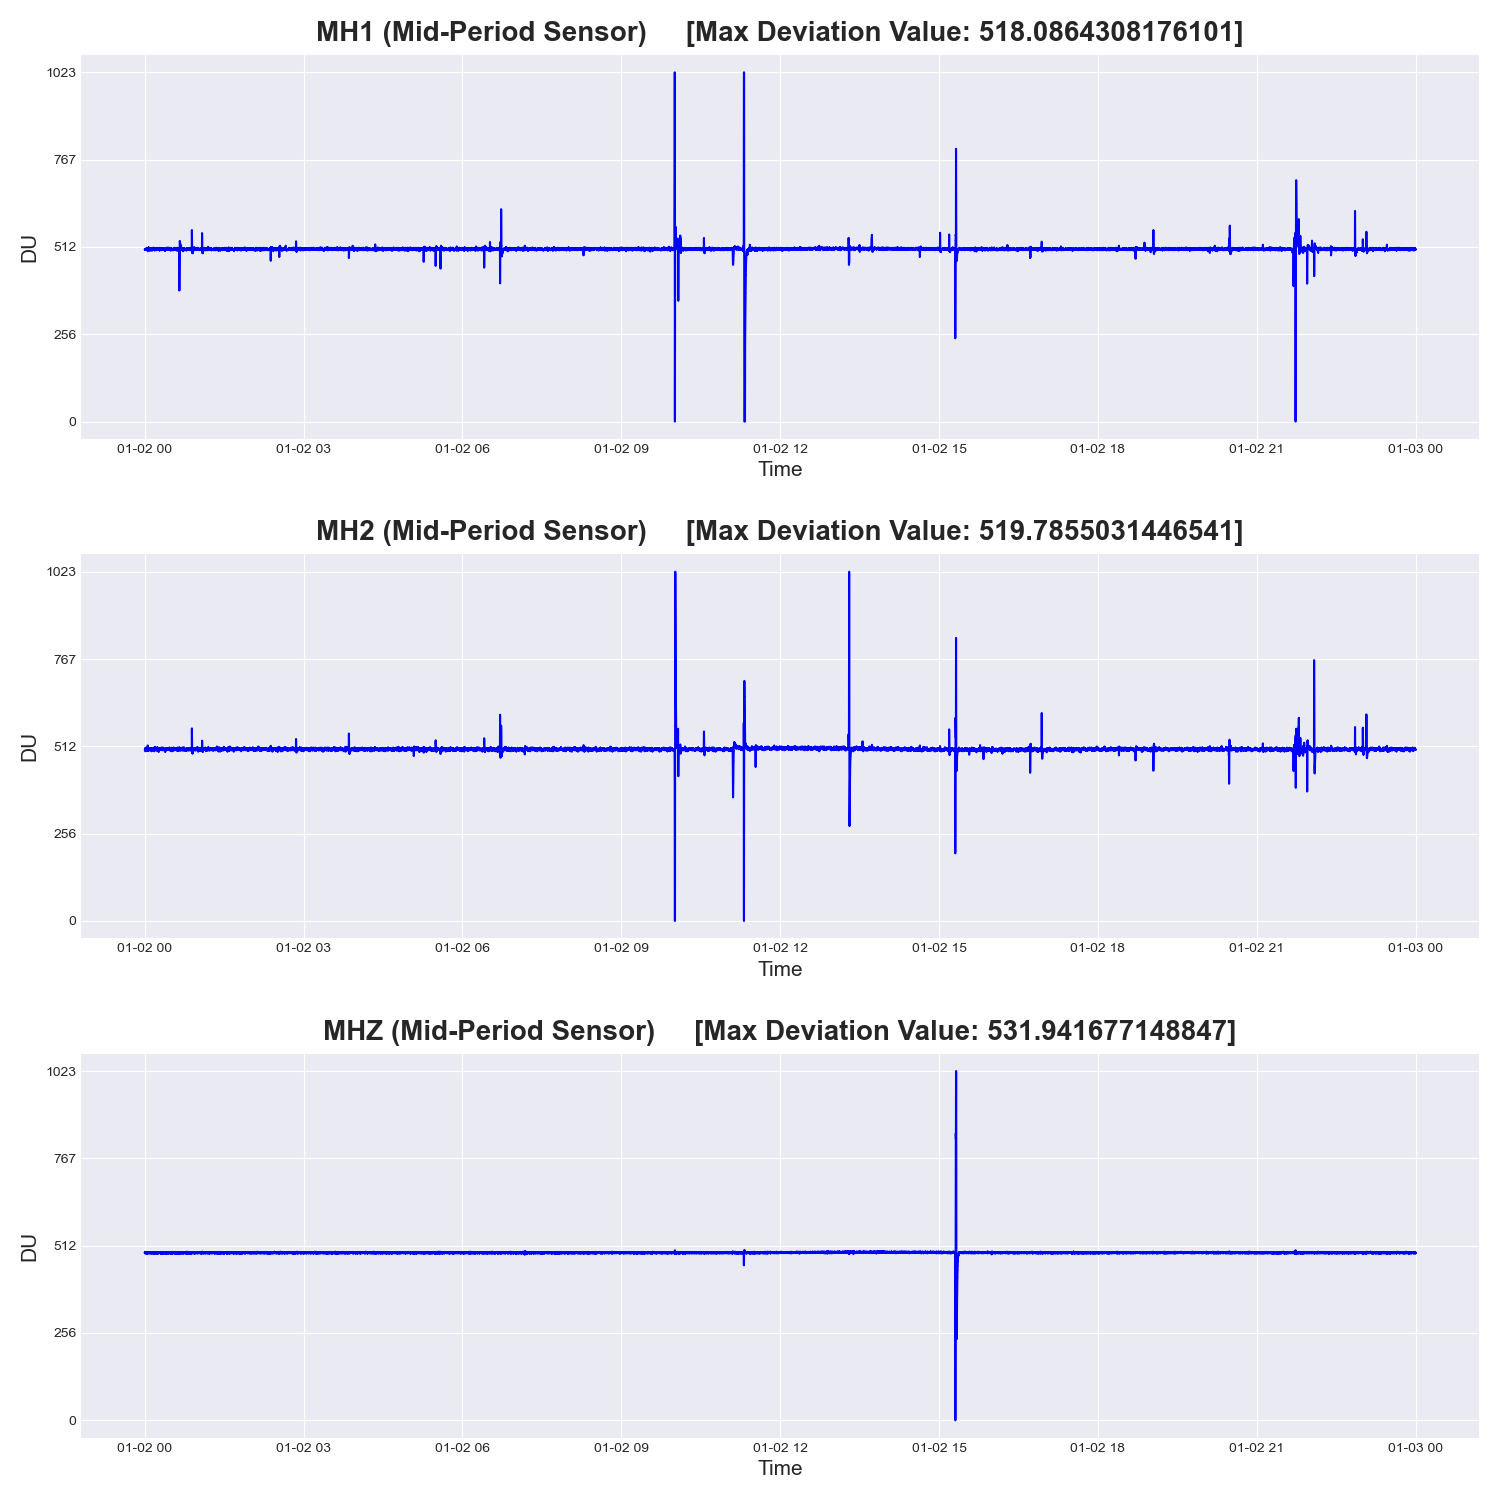 MH1 (Mid-Period Sensor) [Max Deviation Value: 518.0864308176101]
1023
767
512
256
0
DU
01-02 00 01-02 03 01-02 06 01-02 09 01-02 12 01-02 15 01-02 18 01-02 21 01-03 00
Time
MH2 (Mid-Period Sensor) [Max Deviation Value: 519.7855031446541]
1023
767
512
256
0
DU
01-02 00 01-02 03 01-02 06 01-02 09 01-02 12 01-02 15 01-02 18 01-02 21 01-03 00
Time
MHZ (Mid-Period Sensor) [Max Deviation Value: 531.941677148847]
1023
767
512
256
0
DU
01-02 00 01-02 03 01-02 06 01-02 09 01-02 12 01-02 15 01-02 18 01-02 21 01-03 00
Time